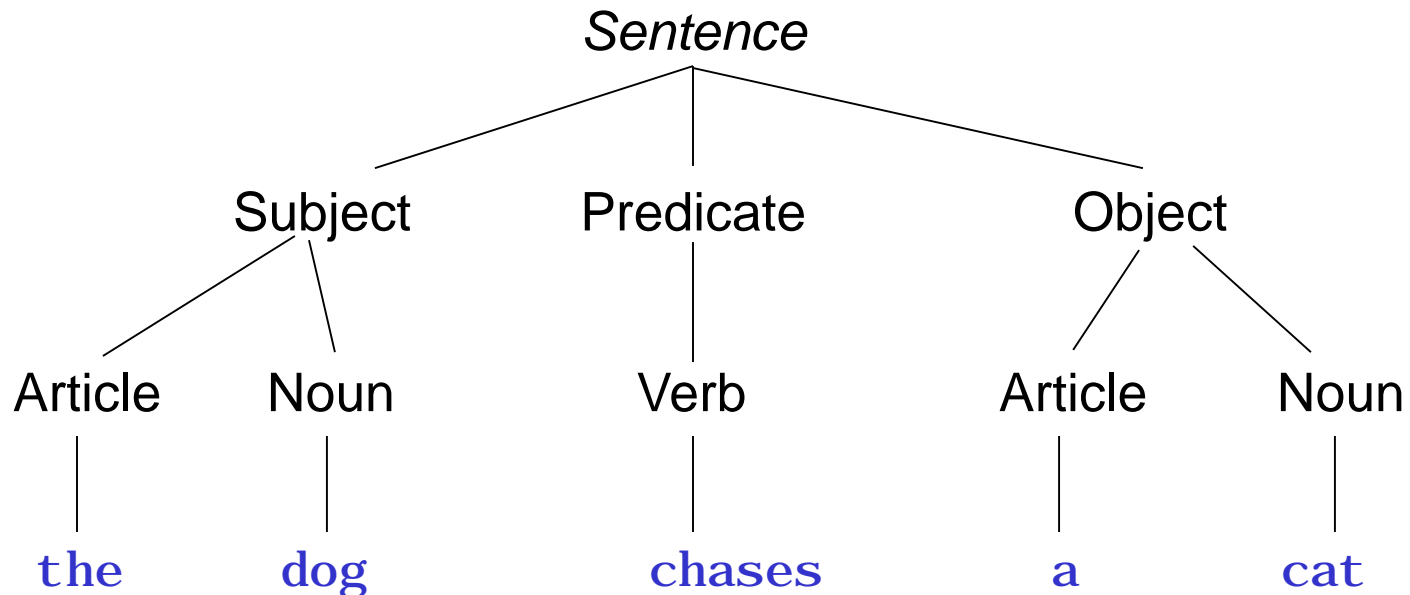 Sentence
Subject Predicate Object
Article Noun Verb Article Noun
the dog chases a cat